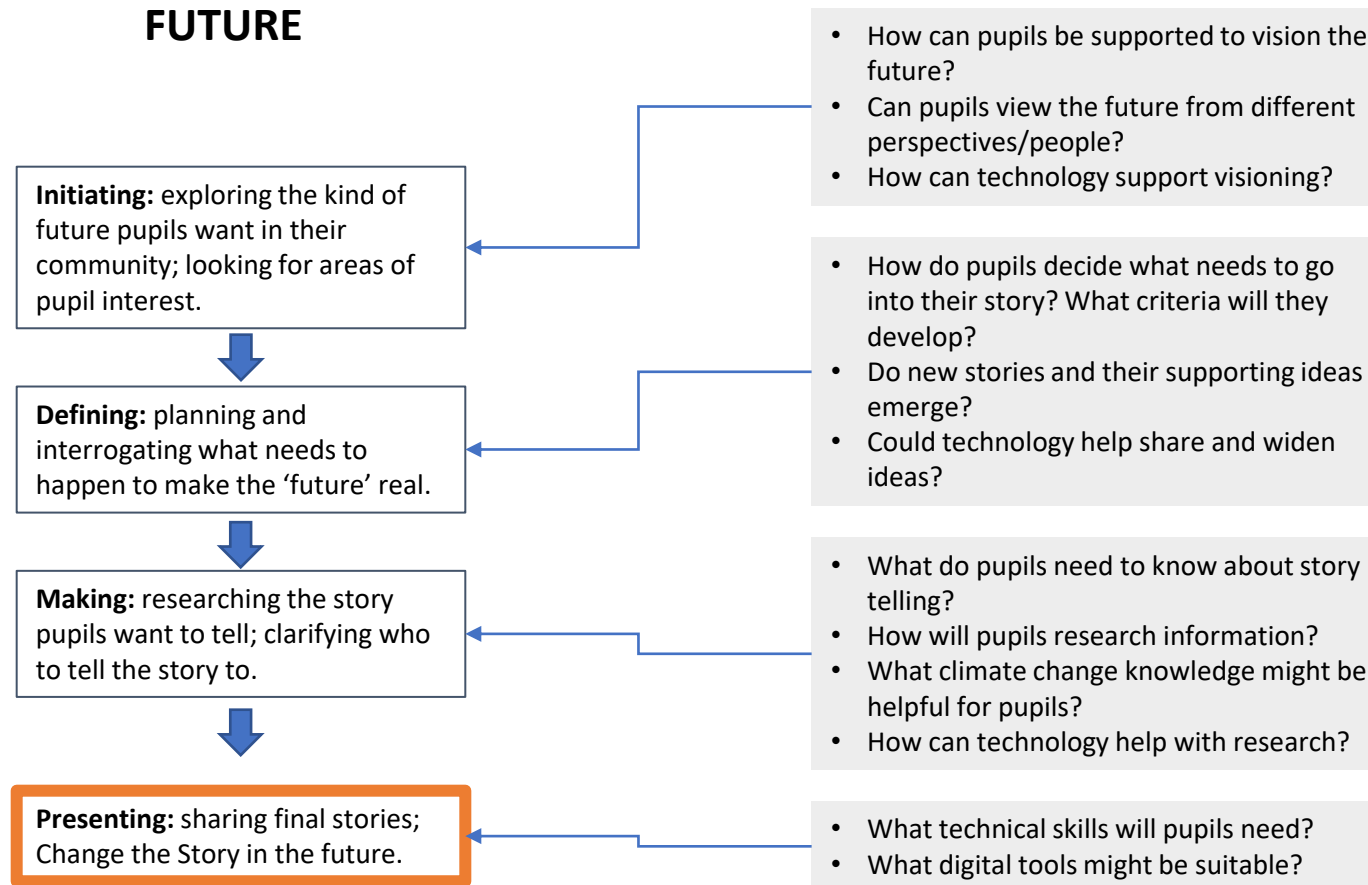 FUTURE
Initiating: exploring the kind of
future pupils want in their
community; looking for areas of
pupil interest.
• How can pupils be supported to vision the
future?
• Can pupils view the future from different
perspectives/people?
• How can technology support visioning?
Defining: planning and
interrogating what needs to
happen to make the ‘future’ real.
• How do pupils decide what needs to go
into their story? What criteria will they
develop?
• Do new stories and their supporting ideas
emerge?
• Could technology help share and widen
ideas?
Making: researching the story
pupils want to tell; clarifying who
to tell the story to.
• What do pupils need to know about story
telling?
• How will pupils research information?
• What climate change knowledge might be
helpful for pupils?
• How can technology help with research?
Presenting: sharing final stories;
Change the Story in the future.
• What technical skills will pupils need?
• What digital tools might be suitable?